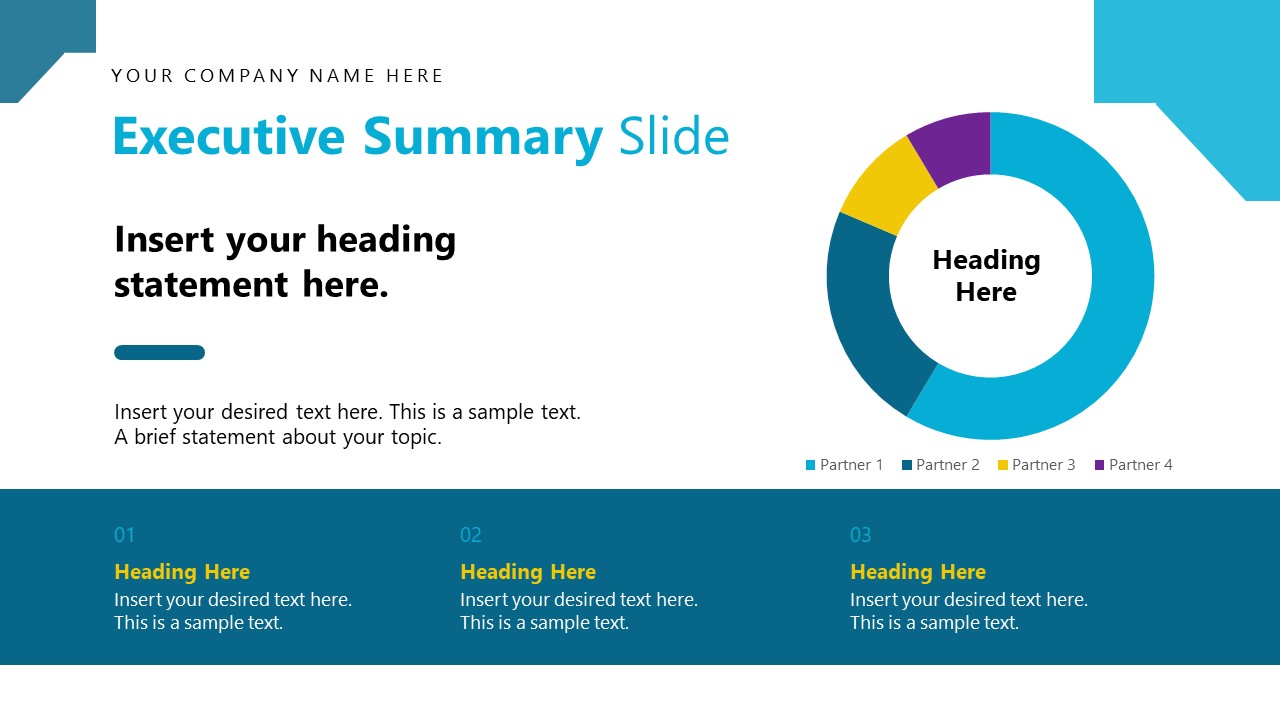 YOUR COMPANY NAME HERE
Executive Summary Slide
Insert your heading
statement here.
Insert your desired text here. This is a sample text.
A brief statement about your topic.
Heading
Here
Partner 1 Partner 2 Partner 3 Partner 4
01
Heading Here
Insert your desired text here.
This is a sample text.
02
Heading Here
Insert your desired text here.
This is a sample text.
03
Heading Here
Insert your desired text here.
This is a sample text.